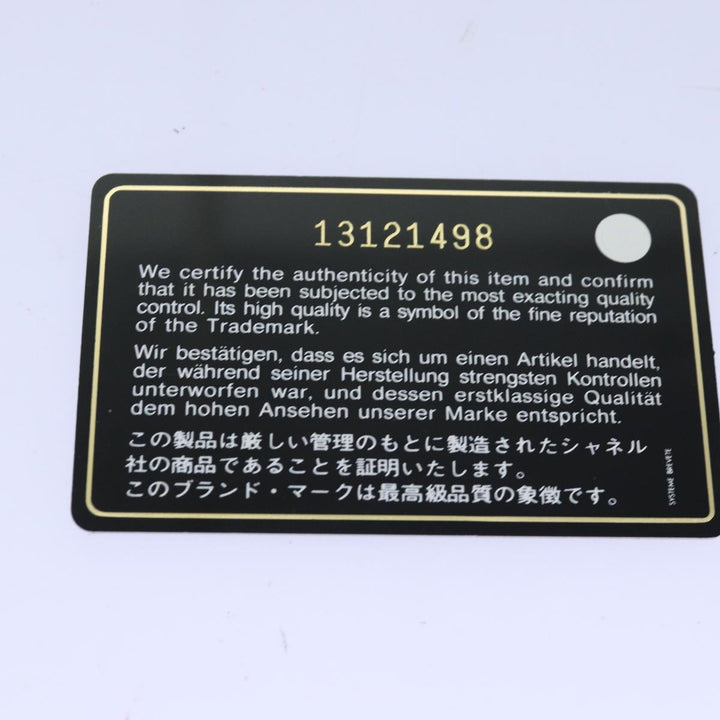 13121498
We certify the authenticity of this item and confirm
that it has been subjected to the most exacting quality
control. Its high quality is a symbol of the fine reputation
of the Trademark.
Wir bestätigen, dass es sich um einen Artikel handelt,
der während seiner Herstellung strengsten Kontrollen
unterworfen war, und dessen erstklassige Qualität
dem hohen Ansehen unserer Marke entspricht.
この製品は厳しい管理のもとに製造されたシャネル
社の商品であることを証明いたします。
このブランド・マークは最高級品質の象徴です。
SYSTEME BREVETE